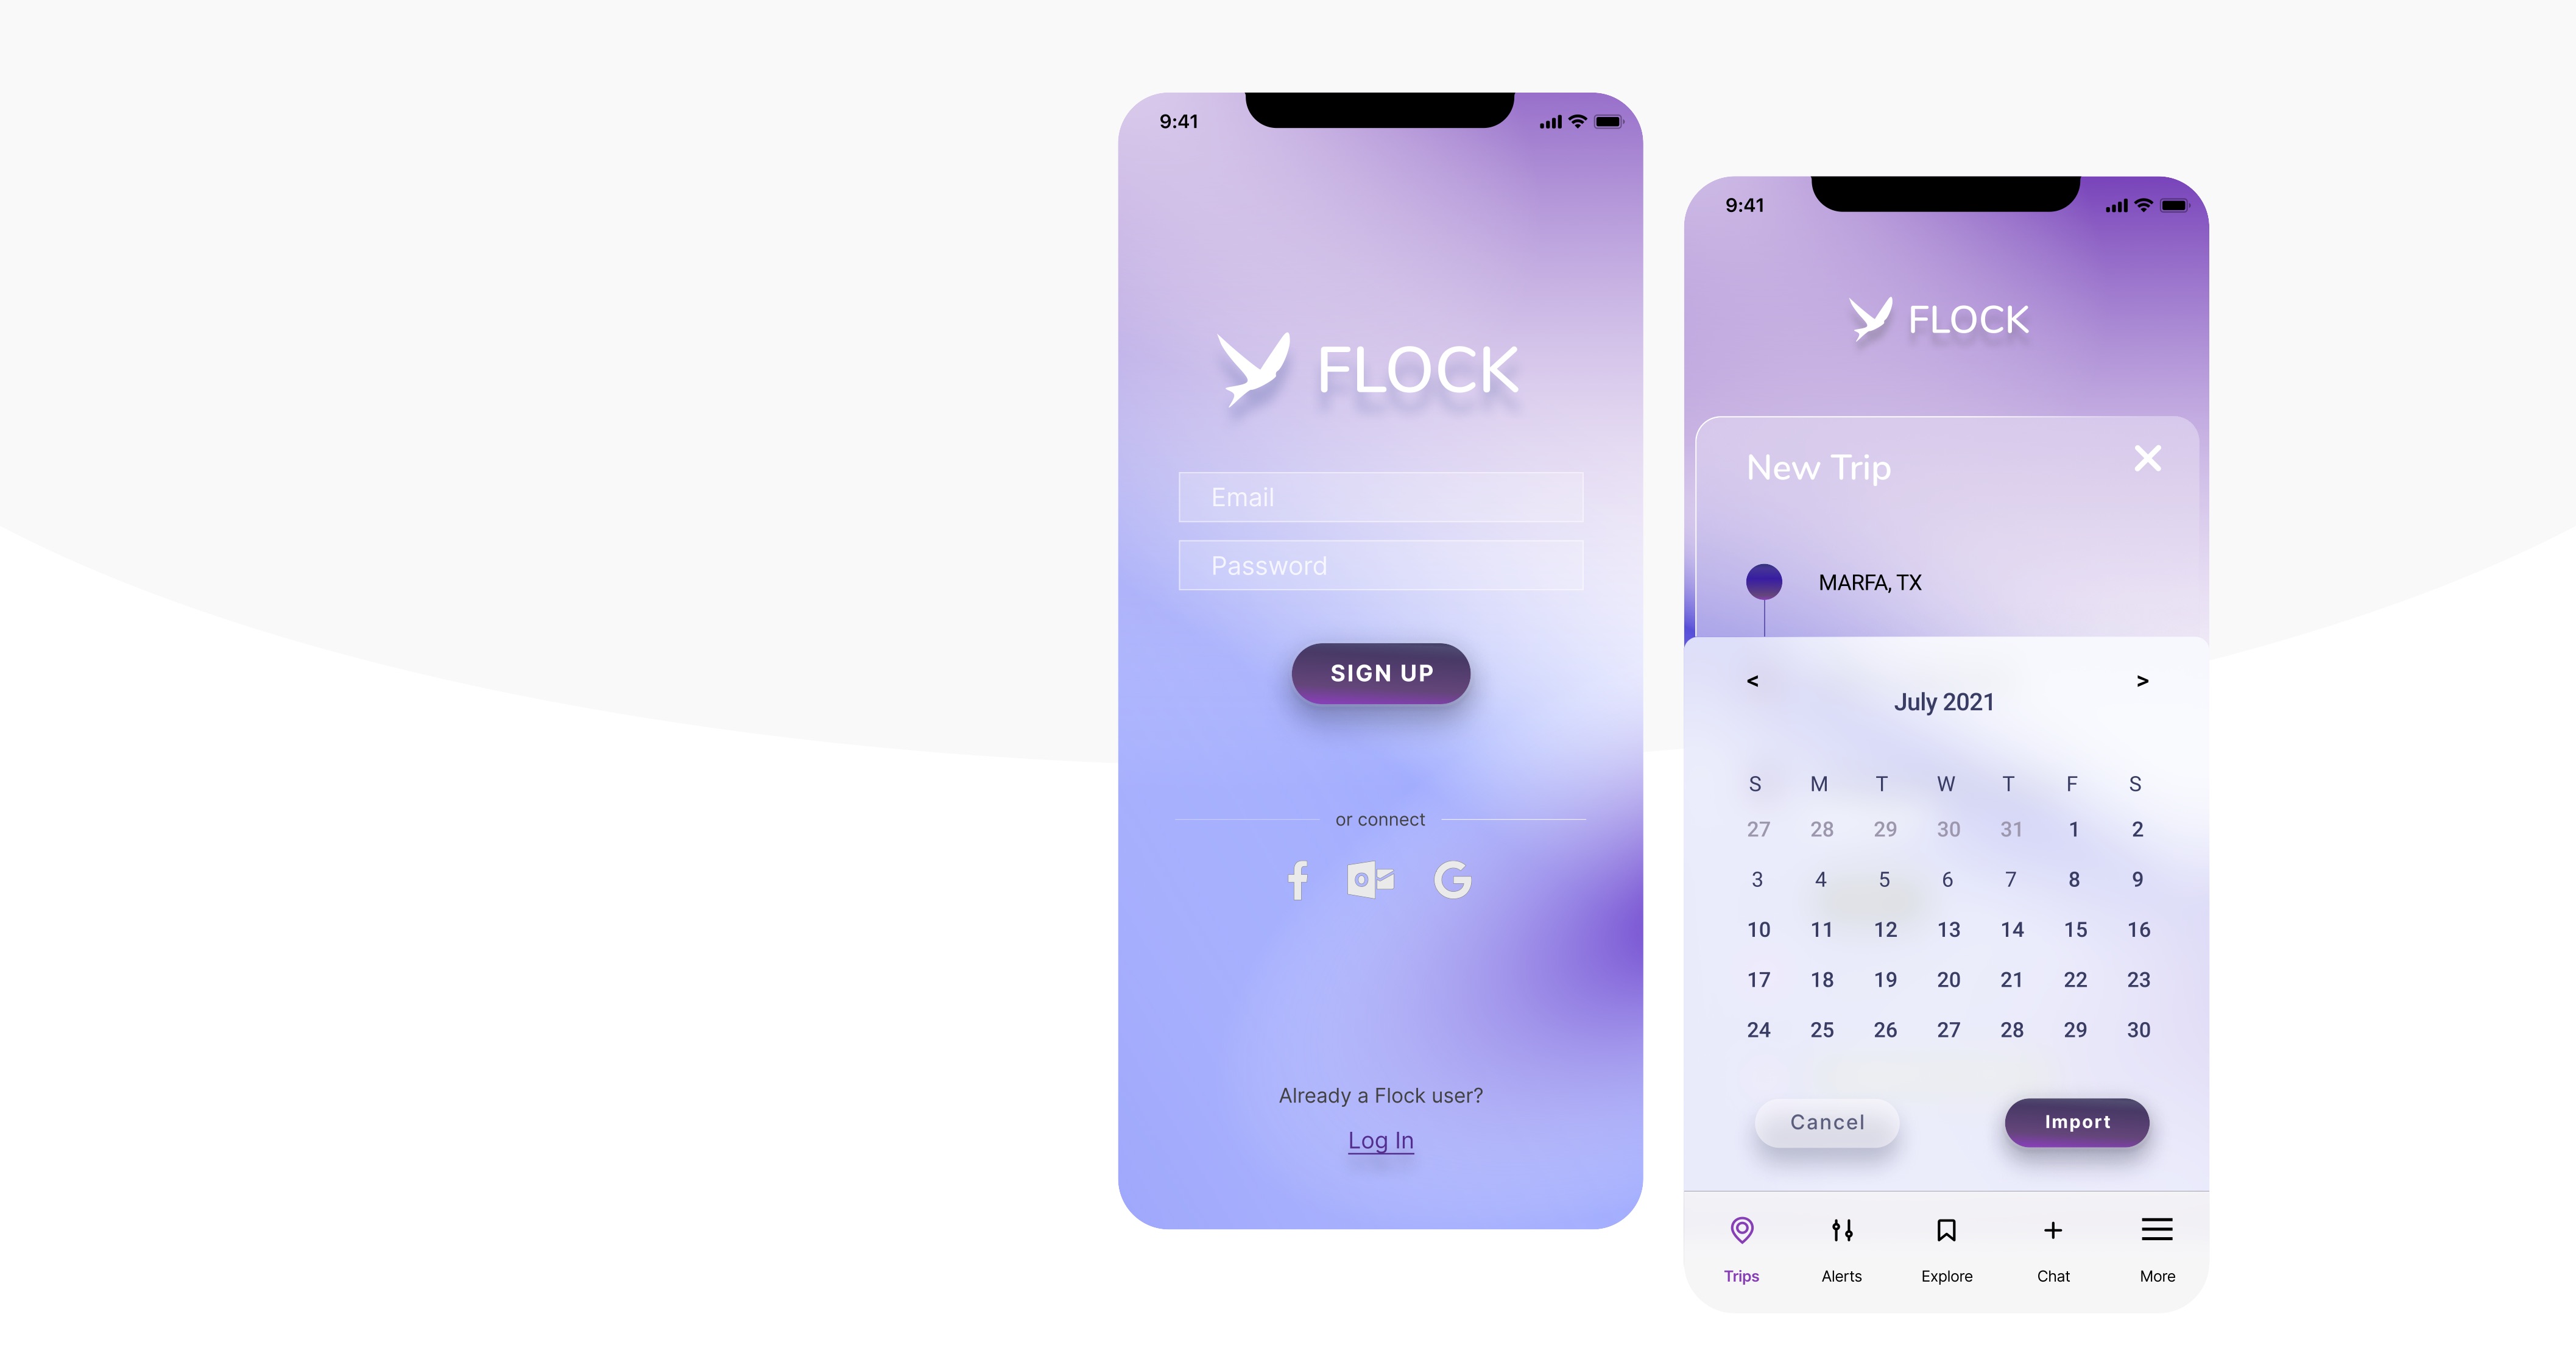 9:41
FLOCK
Email
Password
SIGN UP
or connect
Already a Flock user?
Log In
9:41
FLOCK
New Trip
MARFA, TX
< >
July 2021
S M T W T F S
27 28 29 30 31 1 2
3 4 5 6 7 8 9
10 11 12 13 14 15 16
17 18 19 20 21 22 23
24 25 26 27 28 29 30
Cancel Import
Trips Alerts Explore Chat More